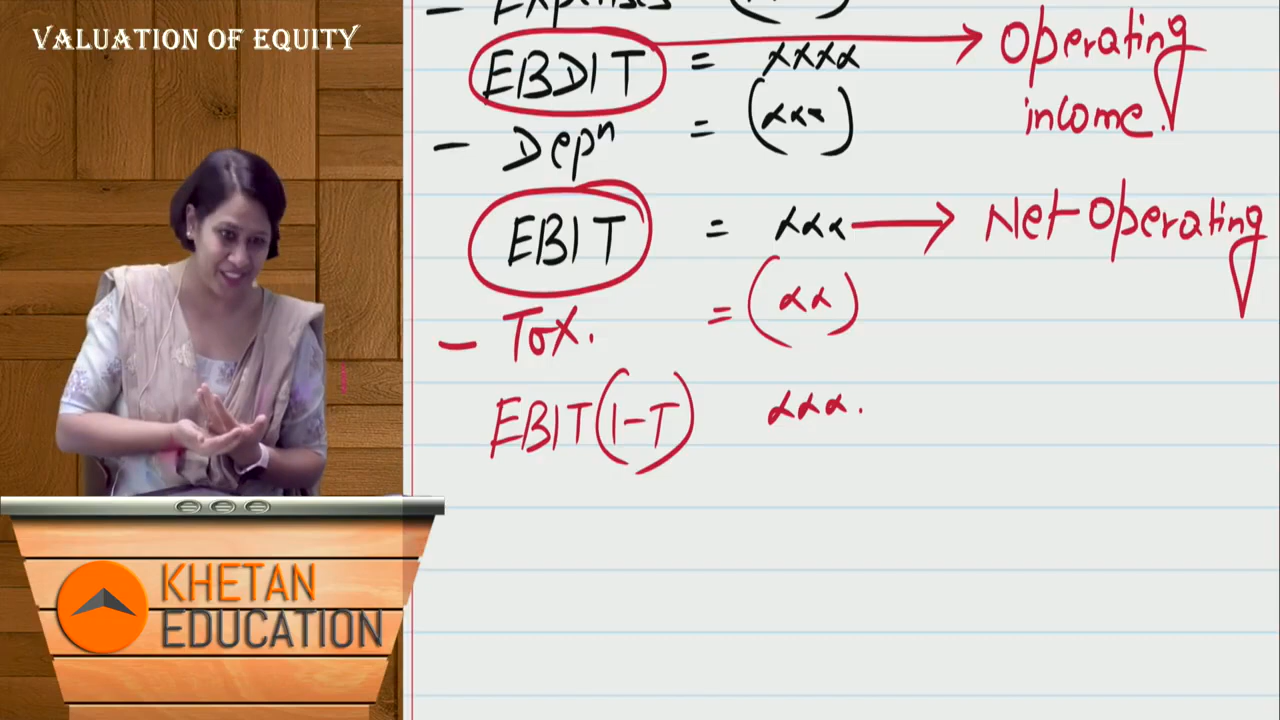 VALUATION OF EQUITY
- Expenses
EBDIT = xxxx → Operating income.
- Depⁿ = (xxx)
EBIT = xxx → Net Operating
- Tax. = (xx)
EBIT(1-T) xxx.
KHETAN
EDUCATION